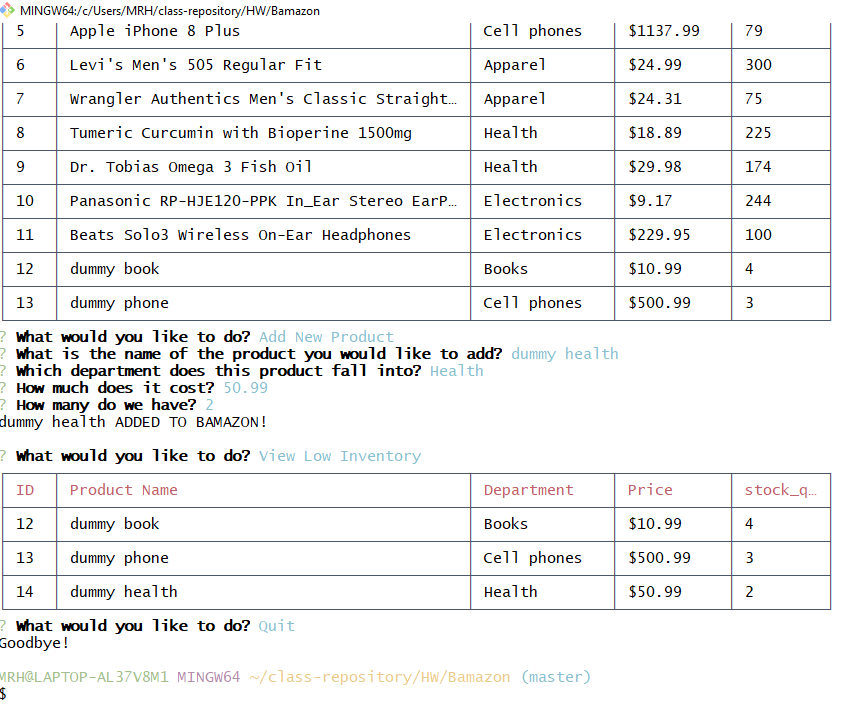 MINGW64:/c/Users/MRH/class-repository/HW/Bamazon
5 Apple iPhone 8 Plus Cell phones $1137.99 79
6 Levi's Men's 505 Regular Fit Apparel $24.99 300
7 Wrangler Authentics Men's Classic Straight… Apparel $24.31 75
8 Tumeric Curcumin with Bioperine 1500mg Health $18.89 225
9 Dr. Tobias Omega 3 Fish Oil Health $29.98 174
10 Panasonic RP-HJE120-PPK In_Ear Stereo EarP… Electronics $9.17 244
11 Beats Solo3 Wireless On-Ear Headphones Electronics $229.95 100
12 dummy book Books $10.99 4
13 dummy phone Cell phones $500.99 3
? What would you like to do? Add New Product
? What is the name of the product you would like to add? dummy health
? Which department does this product fall into? Health
? How much does it cost? 50.99
? How many do we have? 2
dummy health ADDED TO BAMAZON!
? What would you like to do? View Low Inventory
ID Product Name Department Price stock_q…
12 dummy book Books $10.99 4
13 dummy phone Cell phones $500.99 3
14 dummy health Health $50.99 2
? What would you like to do? Quit
Goodbye!
MRH@LAPTOP-AL37V8M1 MINGW64 ~/class-repository/HW/Bamazon (master)
$